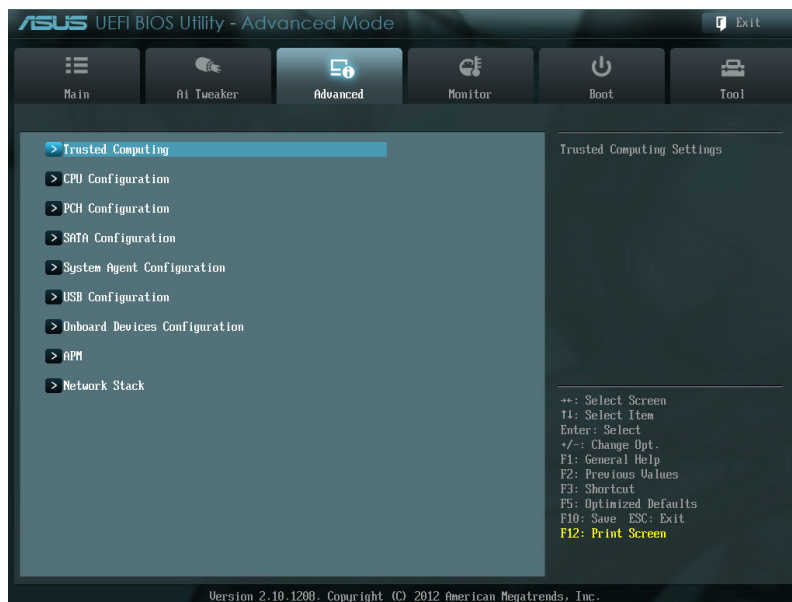 ASUS UEFI BIOS Utility - Advanced Mode
Exit
Main
Ai Tweaker
Advanced
Monitor
Boot
Tool
> Trusted Computing
> CPU Configuration
> PCH Configuration
> SATA Configuration
> System Agent Configuration
> USB Configuration
> Onboard Devices Configuration
> APM
> Network Stack
Trusted Computing Settings
→←: Select Screen
↑↓: Select Item
Enter: Select
+/-: Change Opt.
F1: General Help
F2: Previous Values
F3: Shortcut
F5: Optimized Defaults
F10: Save ESC: Exit
F12: Print Screen
Version 2.10.1208. Copyright (C) 2012 American Megatrends, Inc.